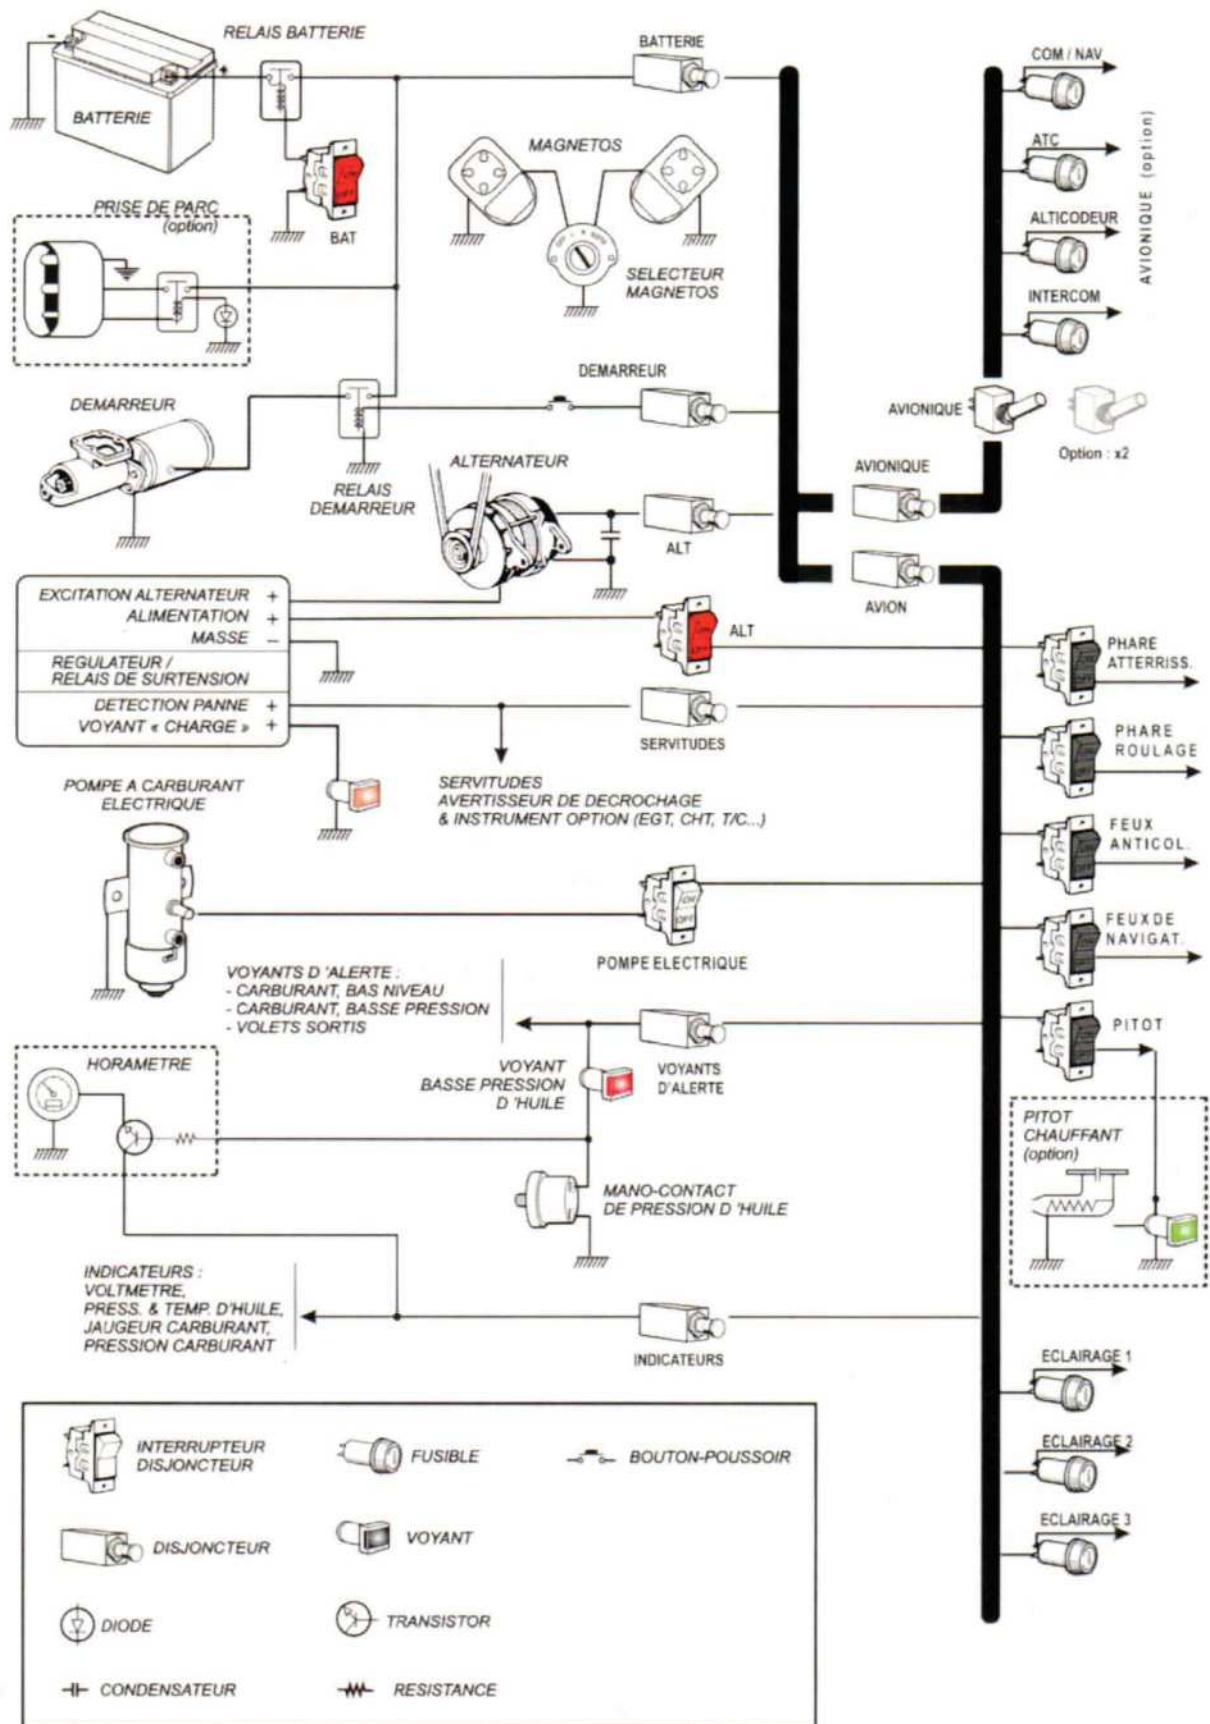 RELAIS BATTERIE
BATTERIE
COM / NAV
-
+
BATTERIE
MAGNETOS
ATC
AVIONIQUE (option)
PRISE DE PARC
(option)
BAT
ALTICODEUR
SELECTEUR
MAGNETOS
INTERCOM
DEMARREUR
DEMARREUR
AVIONIQUE
Option : x2
ALTERNATEUR
AVIONIQUE
RELAIS
DEMARREUR
ALT
AVION
EXCITATION ALTERNATEUR +
ALIMENTATION +
MASSE -
REGULATEUR /
RELAIS DE SURTENSION
DETECTION PANNE +
VOYANT « CHARGE » +
ALT
PHARE
ATTERRISS.
SERVITUDES
PHARE
ROULAGE
POMPE A CARBURANT
ELECTRIQUE
SERVITUDES
AVERTISSEUR DE DECROCHAGE
& INSTRUMENT OPTION (EGT, CHT, T/C...)
FEUX
ANTICOL.
ON
OFF
FEUX DE
NAVIGAT.
POMPE ELECTRIQUE
VOYANTS D 'ALERTE :
- CARBURANT, BAS NIVEAU
- CARBURANT, BASSE PRESSION
- VOLETS SORTIS
PITOT
HORAMETRE
VOYANT
BASSE PRESSION
D 'HUILE
VOYANTS
D'ALERTE
PITOT
CHAUFFANT
(option)
MANO-CONTACT
DE PRESSION D 'HUILE
INDICATEURS :
VOLTMETRE,
PRESS. & TEMP. D'HUILE,
JAUGEUR CARBURANT,
PRESSION CARBURANT
INDICATEURS
ECLAIRAGE 1
ECLAIRAGE 2
ECLAIRAGE 3
INTERRUPTEUR
DISJONCTEUR
FUSIBLE
BOUTON-POUSSOIR
DISJONCTEUR
VOYANT
DIODE
TRANSISTOR
CONDENSATEUR
RESISTANCE